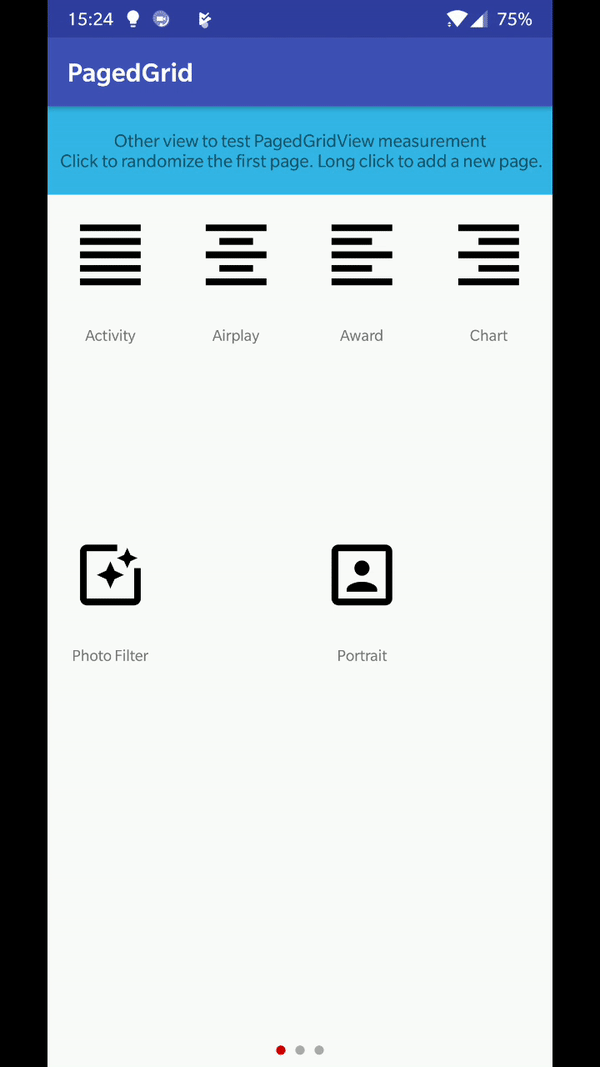 15:24 75%
PagedGrid
Other view to test PagedGridView measurement
Click to randomize the first page. Long click to add a new page.
Activity Airplay Award Chart
Photo Filter Portrait